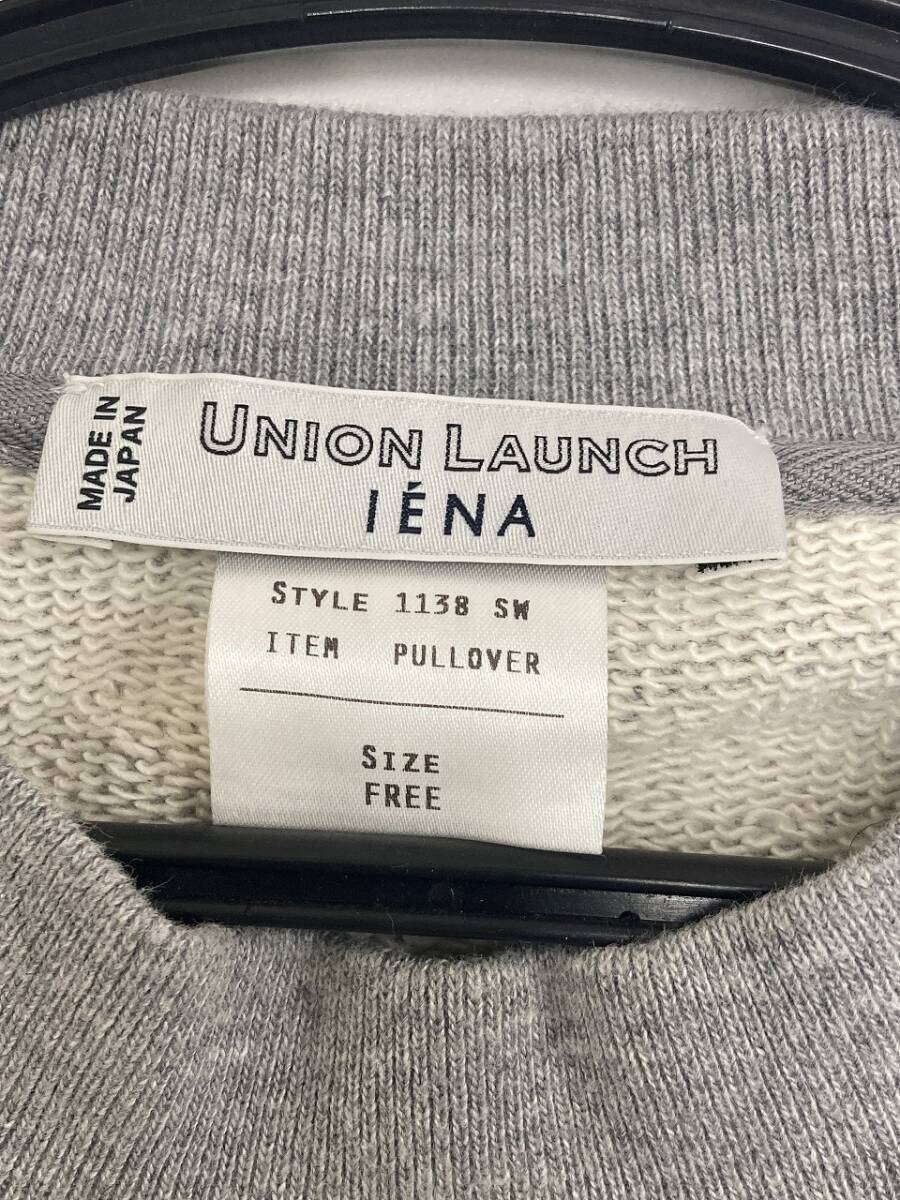 MADE IN
JAPAN
UNION LAUNCH
IÉNA
STYLE 1138 SW
ITEM PULLOVER
SIZE
FREE